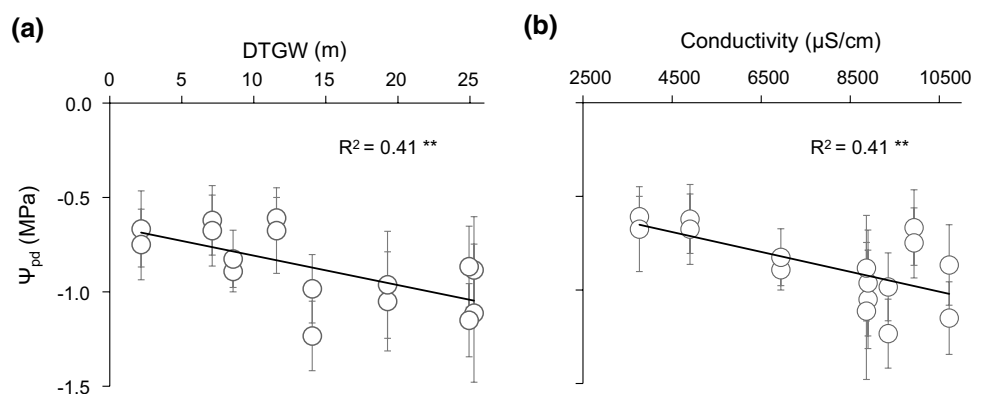 (a)
DTGW (m)
0 5 10 15 20 25
0.0
-0.5
-1.0
-1.5
Ψpd (MPa)
R² = 0.41 **
(b)
Conductivity (µS/cm)
2500 4500 6500 8500 10500
R² = 0.41 **